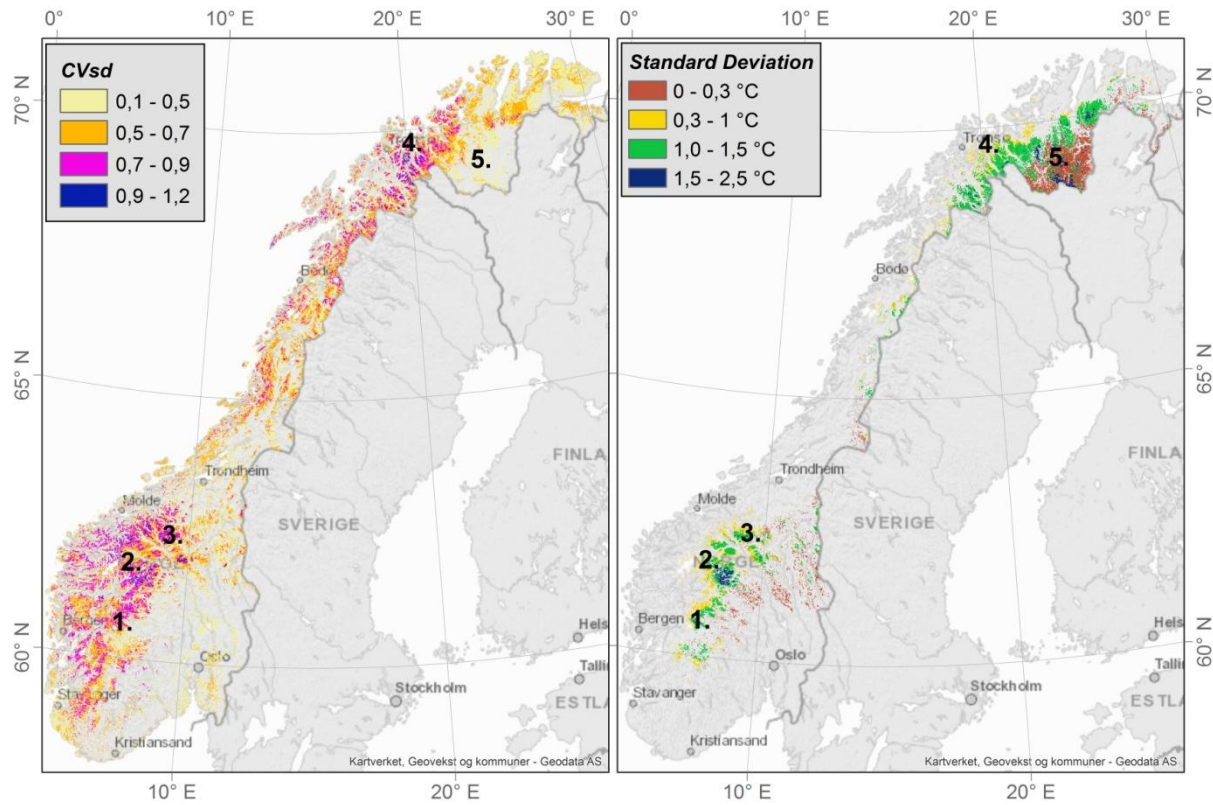 0° 10° E 20° E 30° E
CVsd
0,1 - 0,5
0,5 - 0,7
0,7 - 0,9
0,9 - 1,2
70° N
65° N
60° N
4.
5.
Bodø
Trondheim
Molde
3.
2.
SVERIGE
1.
Bergen
Oslo
Stavanger
Stockholm
Kristiansand
FINLA
Hels
Tallin
ESTLA
Kartverket, Geovekst og kommuner - Geodata AS
10° E 20° E
0° 10° E 20° E 30° E
Standard Deviation
0 - 0,3 °C
0,3 - 1 °C
1,0 - 1,5 °C
1,5 - 2,5 °C
70° N
65° N
60° N
4.
Tromsø
5.
Bodø
Trondheim
Molde
3.
2.
SVERIGE
1.
Bergen
Oslo
Stavanger
Stockholm
Kristiansand
FINLA
Hels
Tallin
ESTLA
Kartverket, Geovekst og kommuner - Geodata AS
10° E 20° E